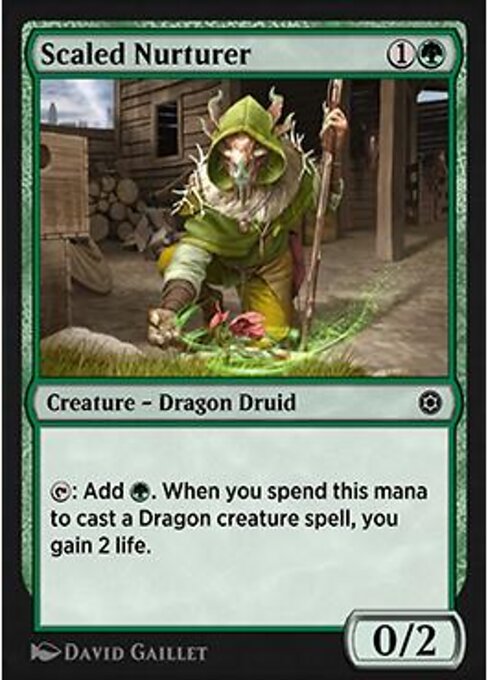 Scaled Nurturer 1
Creature – Dragon Druid
: Add . When you spend this mana
to cast a Dragon creature spell, you
gain 2 life.
0/2
DAVID GAILLET